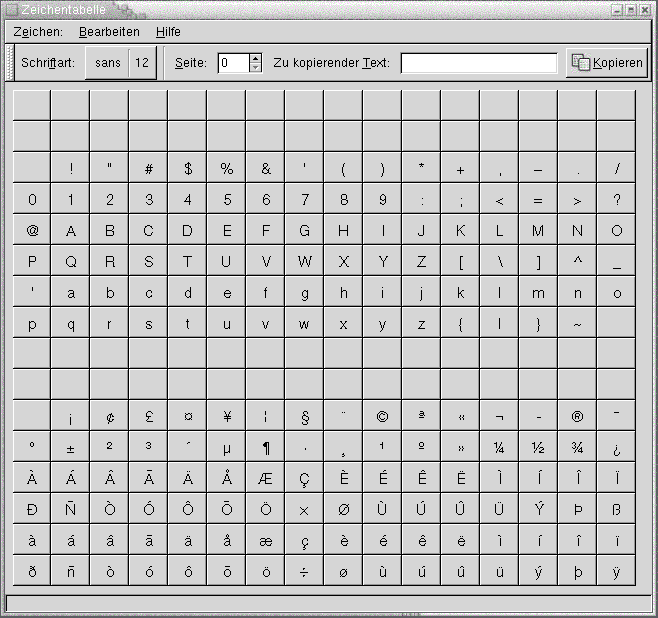 Zeichentabelle
Zeichen: Bearbeiten Hilfe
Schriftart: sans 12 Seite: 0 Zu kopierender Text: Kopieren
! " # $ % & ' ( ) * + , – . /
0 1 2 3 4 5 6 7 8 9 : ; < = > ?
@ A B C D E F G H I J K L M N O
P Q R S T U V W X Y Z [ \ ] ^ _
' a b c d e f g h i j k l m n o
p q r s t u v w x y z { | } ~
¡ ¢ £ ¤ ¥ ¦ § ¨ © ª « ¬ - ® ¯
º ± ² ³ ´ µ ¶ · ¸ ¹ º » ¼ ½ ¾ ¿
À Á Â Ã Ä Å Æ Ç È É Ê Ë Ì Í Î Ï
Ð Ñ Ò Ó Ô Õ Ö × Ø Ù Ú Û Ü Ý Þ ß
à á â ã ä å æ ç è é ê ë ì í î ï
ð ñ ò ó ô õ ö ÷ ø ù ú û ü ý þ ÿ